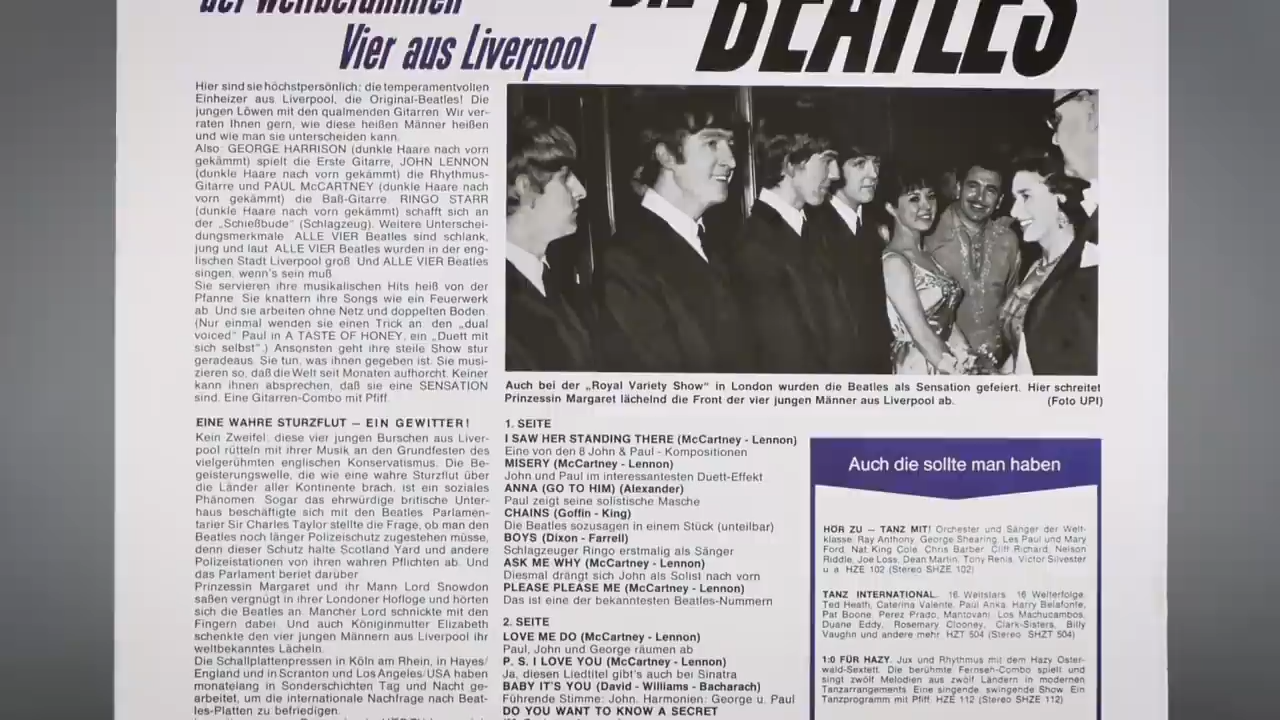 der weltberühmten
Vier aus Liverpool
DIE
BEATLES
Hier sind sie höchstpersönlich: die temperamentvollen
Einheizer aus Liverpool, die Original-Beatles! Die
jungen Löwen mit den qualmenden Gitarren. Wir ver-
raten Ihnen gern, wie diese heißen Männer heißen
und wie man sie unterscheiden kann.
Also: GEORGE HARRISON (dunkle Haare nach vorn
gekämmt) spielt die Erste Gitarre, JOHN LENNON
(dunkle Haare nach vorn gekämmt) die Rhythmus-
Gitarre und PAUL McCARTNEY (dunkle Haare nach
vorn gekämmt) die Baß-Gitarre. RINGO STARR
(dunkle Haare nach vorn gekämmt) schafft sich an
der „Schießbude" (Schlagzeug). Weitere Unterschei-
dungsmerkmale: ALLE VIER Beatles sind schlank,
jung und laut. ALLE VIER Beatles wurden in der eng-
lischen Stadt Liverpool groß. Und ALLE VIER Beatles
singen, wenn's sein muß.
Sie servieren ihre musikalischen Hits heiß von der
Pfanne. Sie knattern ihre Songs wie ein Feuerwerk
ab. Und sie arbeiten ohne Netz und doppelten Boden.
(Nur einmal wenden sie einen Trick an: den „dual
voiced" Paul in A TASTE OF HONEY, ein „Duett mit
sich selbst".) Ansonsten geht ihre steile Show stur
geradeaus. Sie tun, was ihnen gegeben ist. Sie musi-
zieren so, daß die Welt seit Monaten aufhorcht. Keiner
kann ihnen absprechen, daß sie eine SENSATION
sind. Eine Gitarren-Combo mit Pfiff.
EINE WAHRE STURZFLUT – EIN GEWITTER!
Kein Zweifel, diese vier jungen Burschen aus Liver-
pool rütteln mit ihrer Musik an den Grundfesten des
vielgerühmten englischen Konservatismus. Die Be-
geisterungswelle, die wie eine wahre Sturzflut über
die Länder aller Kontinente brach, ist ein soziales
Phänomen. Sogar das ehrwürdige britische Unter-
haus beschäftigte sich mit den Beatles. Parlamen-
tarier Sir Charles Taylor stellte die Frage, ob man den
Beatles noch länger Polizeischutz zugestehen müsse,
denn dieser Schutz halte Scotland Yard und andere
Polizeistationen von ihren wahren Pflichten ab. Und
das Parlament beriet darüber.
Prinzessin Margaret und ihr Mann Lord Snowdon
saßen vergnügt in ihrer Londoner Hofloge und hörten
sich die Beatles an. Mancher Lord schnickte mit den
Fingern dabei. Und auch Königinmutter Elizabeth
schenkte den vier jungen Männern aus Liverpool ihr
weltbekanntes Lächeln.
Die Schallplattenpressen in Köln am Rhein, in Hayes/
England und in Scranton und Los Angeles/USA haben
monatelang in Sonderschichten Tag und Nacht ge-
arbeitet, um die internationale Nachfrage nach Beat-
les-Platten zu befriedigen.
Auch bei der „Royal Variety Show" in London wurden die Beatles als Sensation gefeiert. Hier schreitet
Prinzessin Margaret lächelnd die Front der vier jungen Männer aus Liverpool ab. (Foto UPI)
1. SEITE
I SAW HER STANDING THERE (McCartney - Lennon)
Eine von den 8 John & Paul - Kompositionen
MISERY (McCartney - Lennon)
John und Paul im interessantesten Duett-Effekt
ANNA (GO TO HIM) (Alexander)
Paul zeigt seine solistische Masche
CHAINS (Goffin - King)
Die Beatles sozusagen in einem Stück (unteilbar)
BOYS (Dixon - Farrell)
Schlagzeuger Ringo erstmalig als Sänger
ASK ME WHY (McCartney - Lennon)
Diesmal drängt sich John als Solist nach vorn
PLEASE PLEASE ME (McCartney - Lennon)
Das ist eine der bekanntesten Beatles-Nummern
2. SEITE
LOVE ME DO (McCartney - Lennon)
Paul, John und George räumen ab
P. S. I LOVE YOU (McCartney - Lennon)
Ja, diesen Liedtitel gibt's auch bei Sinatra
BABY IT'S YOU (David - Williams - Bacharach)
Führende Stimme: John. Harmonien: George u. Paul
DO YOU WANT TO KNOW A SECRET
Auch die sollte man haben
HÖR ZU – TANZ MIT! Orchester und Sänger der Welt-
klasse: Ray Anthony, George Shearing, Les Paul und Mary
Ford, Nat King Cole, Chris Barber, Cliff Richard, Nelson
Riddle, Joe Loss, Dean Martin, Tony Renis, Victor Silvester
u. a. HZE 102 (Stereo SHZE 102)
TANZ INTERNATIONAL. 16 Weltstars. 16 Welterfolge.
Ted Heath, Caterina Valente, Paul Anka, Harry Belafonte,
Pat Boone, Perez Prado, Mantovani, Los Machucambos,
Duane Eddy, Rosemary Clooney, Clark-Sisters, Billy
Vaughn und andere mehr. HZT 504 (Stereo SHZT 504)
1:0 FÜR HAZY. Jux und Rhythmus mit dem Hazy Oster-
wald-Sextett. Die berühmte Fernseh-Combo spielt und
singt zwölf Melodien aus zwölf Ländern in modernen
Tanzarrangements. Eine singende, swingende Show. Ein
Tanzprogramm mit Pfiff. HZE 112 (Stereo SHZE 112)